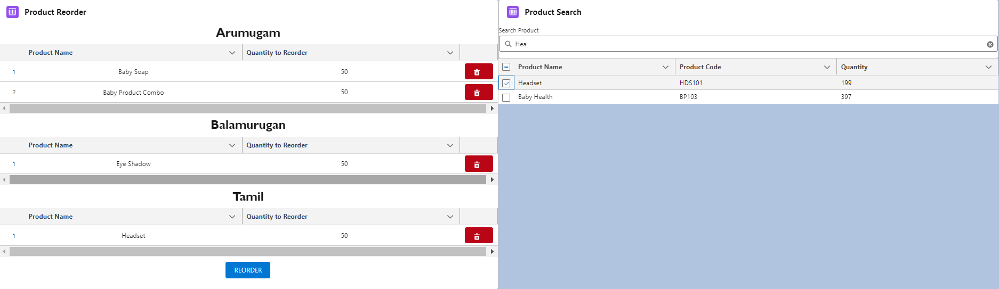 Product Reorder
Arumugam
Product Name Quantity to Reorder
1 Baby Soap 50
2 Baby Product Combo 50
Balamurugan
Product Name Quantity to Reorder
1 Eye Shadow 50
Tamil
Product Name Quantity to Reorder
1 Headset 50
REORDER
Product Search
Search Product
Hea
Product Name Product Code Quantity
Headset HDS101 199
Baby Health BP103 397